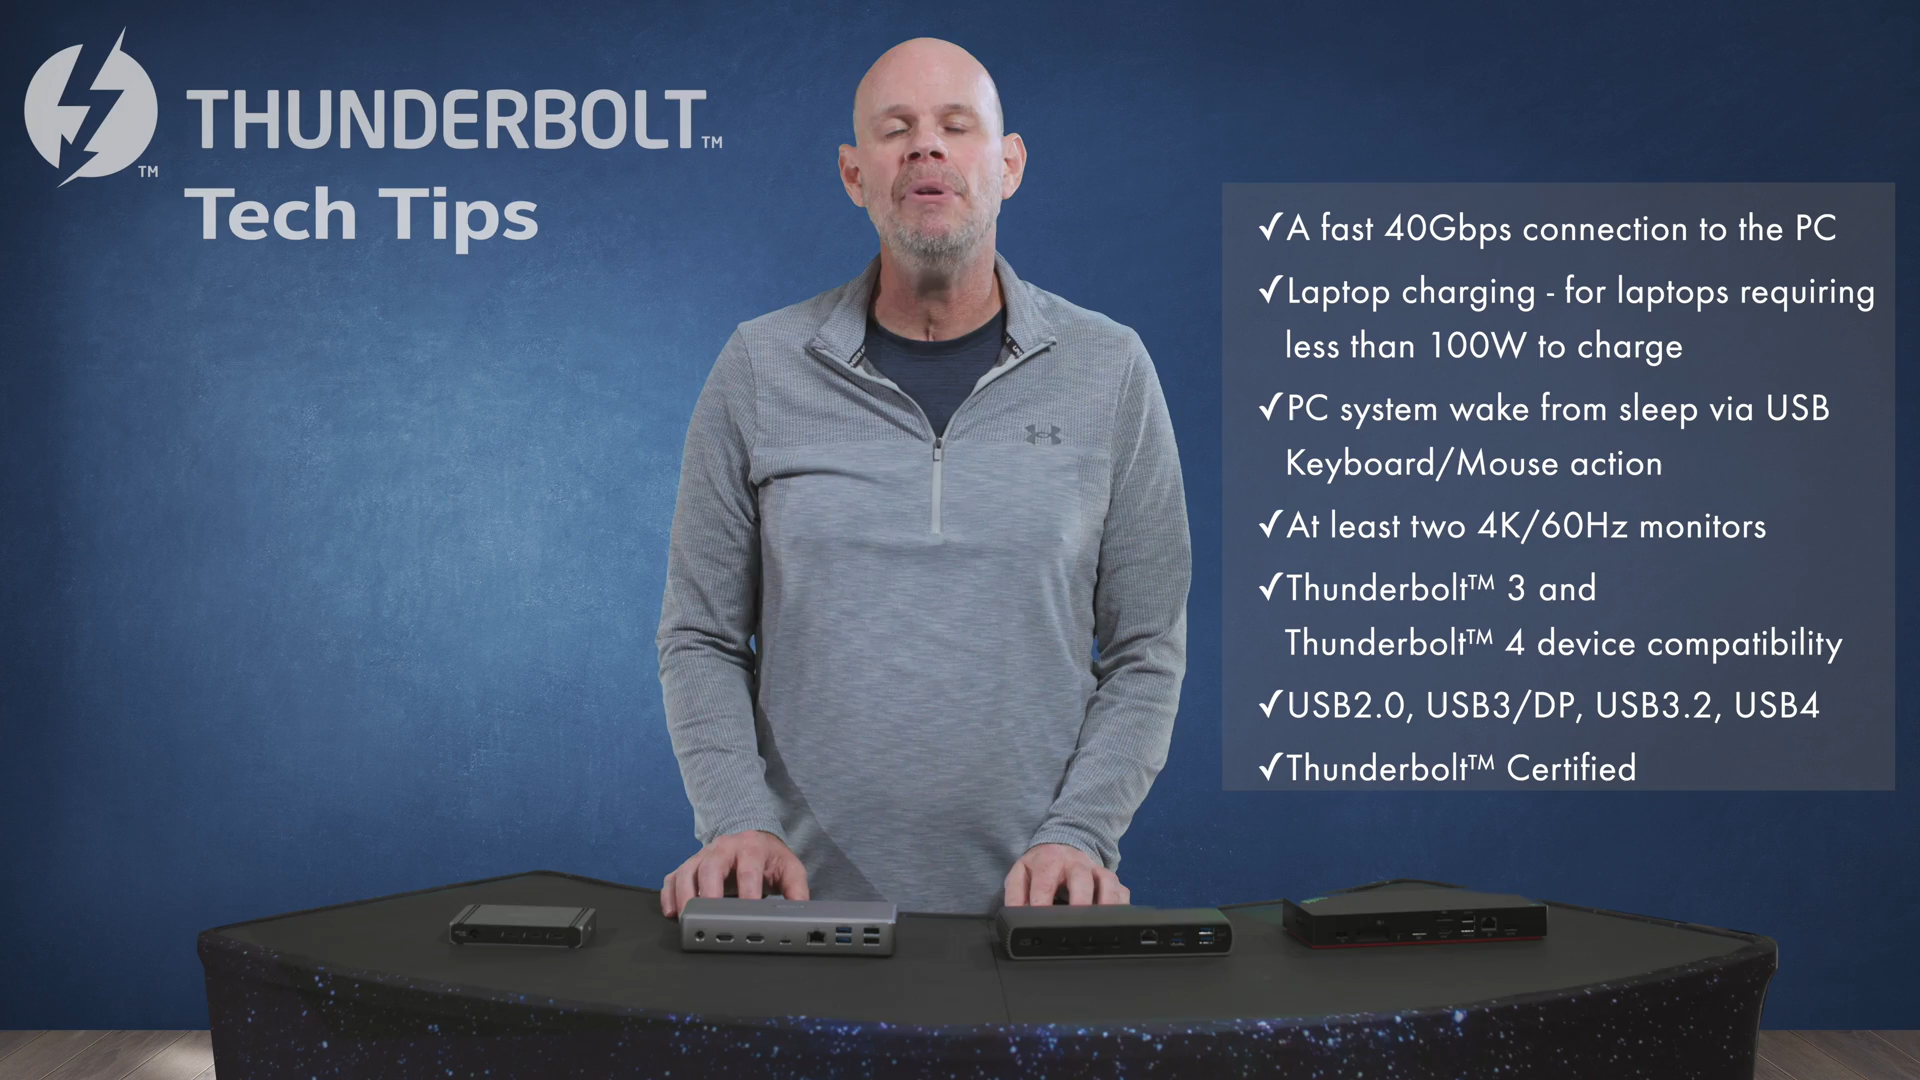 THUNDERBOLT™
™
Tech Tips
✓A fast 40Gbps connection to the PC
✓Laptop charging - for laptops requiring
less than 100W to charge
✓PC system wake from sleep via USB
Keyboard/Mouse action
✓At least two 4K/60Hz monitors
✓Thunderbolt™ 3 and
Thunderbolt™ 4 device compatibility
✓USB2.0, USB3/DP, USB3.2, USB4
✓Thunderbolt™ Certified